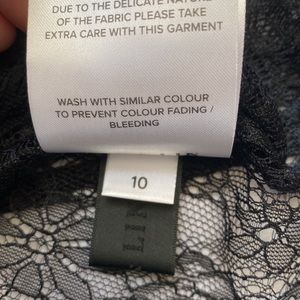 DUE TO THE DELICATE NATURE
OF THE FABRIC PLEASE TAKE
EXTRA CARE WITH THIS GARMENT
WASH WITH SIMILAR COLOUR
TO PREVENT COLOUR FADING /
BLEEDING
10